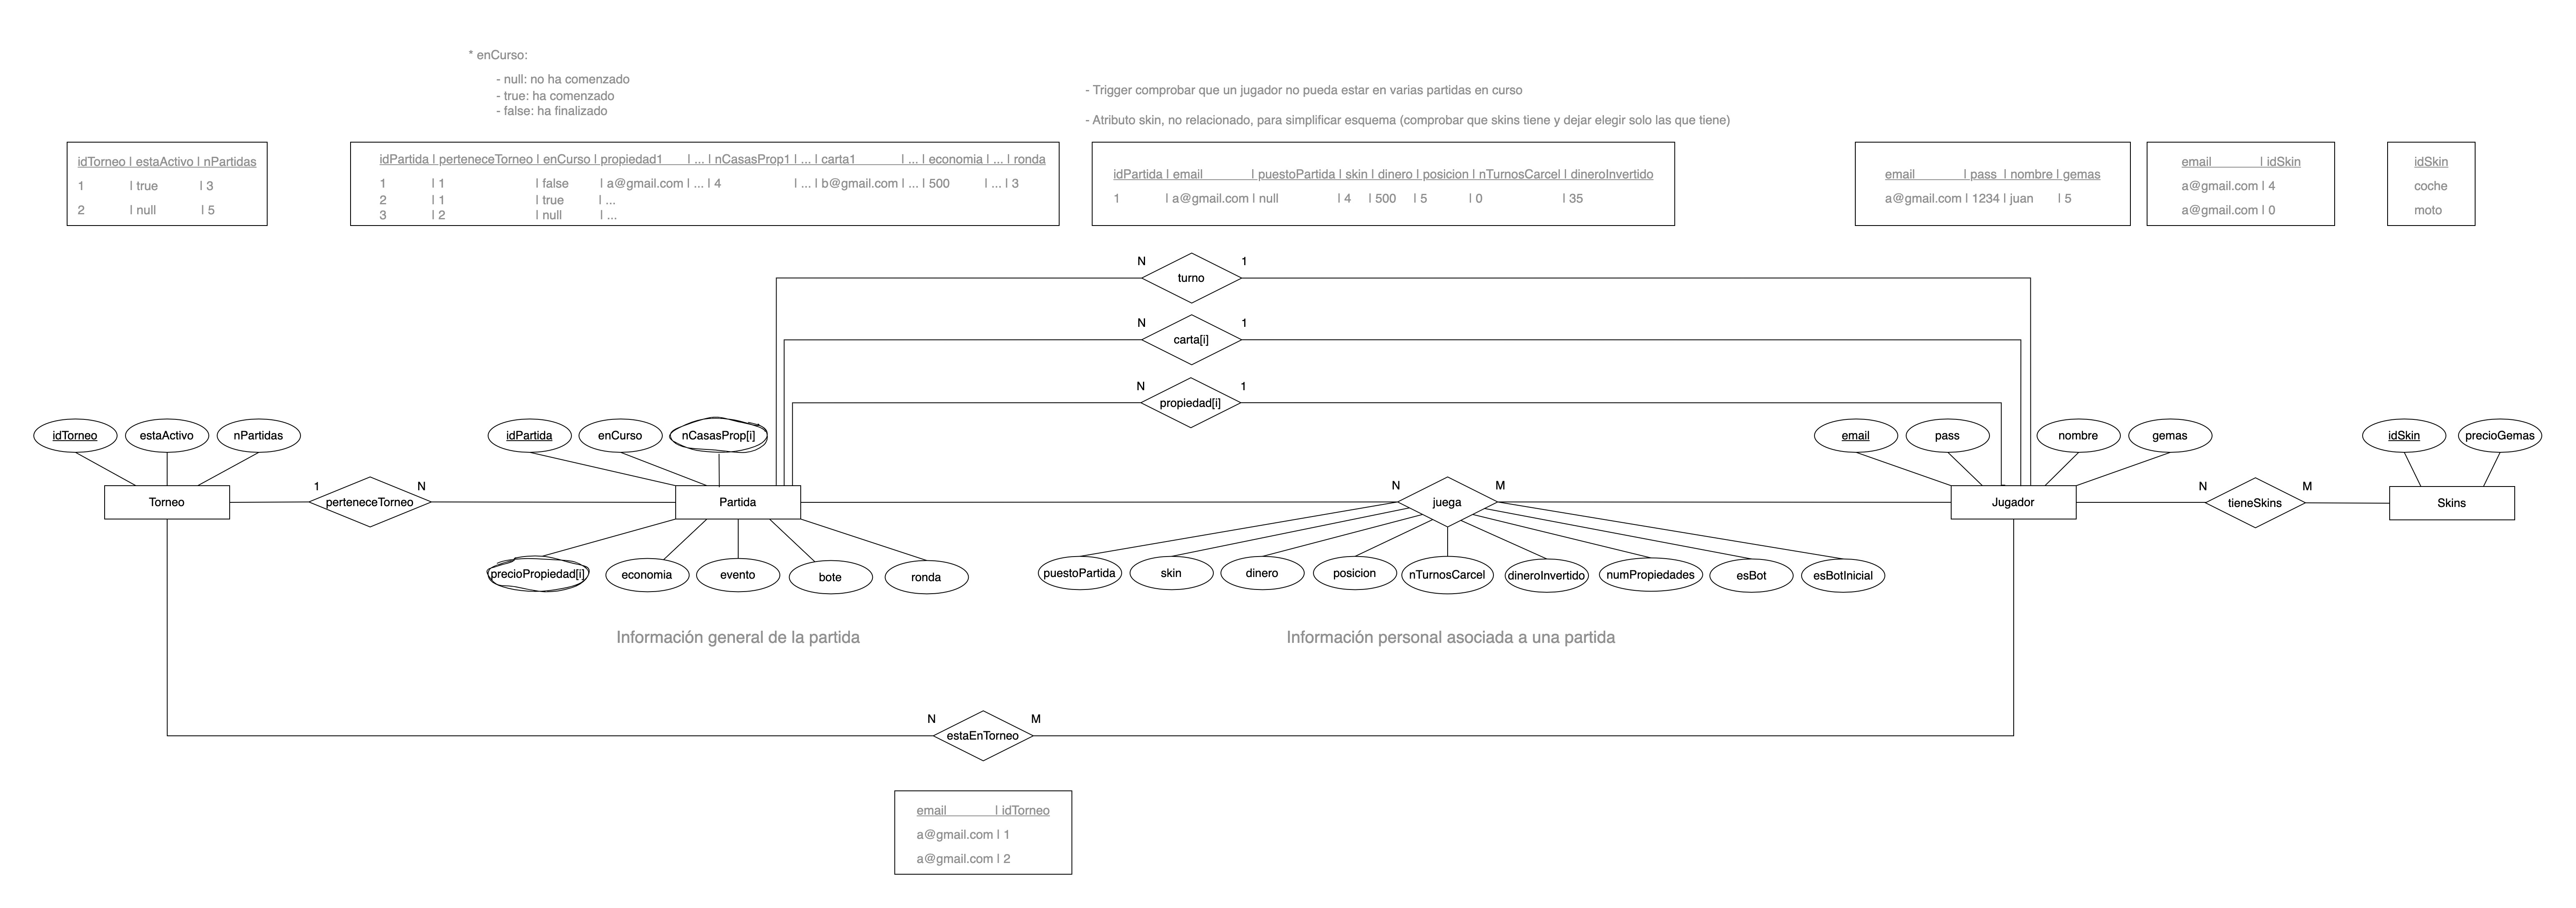 * enCurso:
- null: no ha comenzado
- true: ha comenzado
- false: ha finalizado
- Trigger comprobar que un jugador no pueda estar en varias partidas en curso
- Atributo skin, no relacionado, para simplificar esquema (comprobar que skins tiene y dejar elegir solo las que tiene)
idTorneo | estaActivo | nPartidas
1 | true | 3
2 | null | 5
idPartida | perteneceTorneo | enCurso | propiedad1 | ... | nCasasProp1 | ... | carta1 | ... | economia | ... | ronda
1 | 1 | false | a@gmail.com | ... | 4 | ... | b@gmail.com | ... | 500 | ... | 3
2 | 1 | true | ...
3 | 2 | null | ...
idPartida | email | puestoPartida | skin | dinero | posicion | nTurnosCarcel | dineroInvertido
1 | a@gmail.com | null | 4 | 500 | 5 | 0 | 35
email | pass | nombre | gemas
a@gmail.com | 1234 | juan | 5
email | idSkin
a@gmail.com | 4
a@gmail.com | 0
idSkin
coche
moto
N turno 1
N carta[i] 1
N propiedad[i] 1
idTorneo estaActivo nPartidas
idPartida enCurso nCasasProp[i]
email pass nombre gemas
idSkin precioGemas
Torneo 1 perteneceTorneo N Partida N juega M Jugador N tieneSkins M Skins
precioPropiedad[i] economia evento bote ronda
puestoPartida skin dinero posicion nTurnosCarcel dineroInvertido numPropiedades esBot esBotInicial
Información general de la partida
Información personal asociada a una partida
N estaEnTorneo M
email | idTorneo
a@gmail.com | 1
a@gmail.com | 2